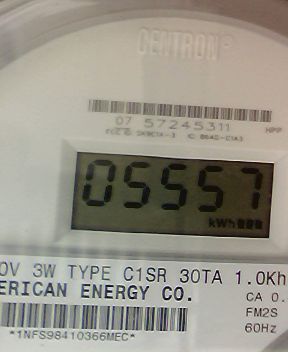 CENTRON®
07 57245311
HPP
05557
kWh
0V 3W TYPE C1SR 30TA 1.0Kh
ERICAN ENERGY CO.
CA 0.
FM2S
60Hz
*1NFS98410366MEC*